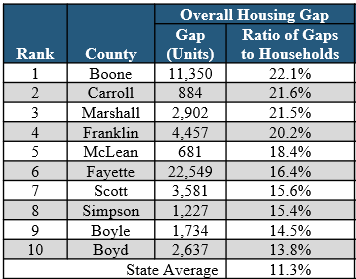 Overall Housing Gap
Gap Ratio of Gaps
Rank County (Units) to Households
1 Boone 11,350 22.1%
2 Carroll 884 21.6%
3 Marshall 2,902 21.5%
4 Franklin 4,457 20.2%
5 McLean 681 18.4%
6 Fayette 22,549 16.4%
7 Scott 3,581 15.6%
8 Simpson 1,227 15.4%
9 Boyle 1,734 14.5%
10 Boyd 2,637 13.8%
State Average 11.3%